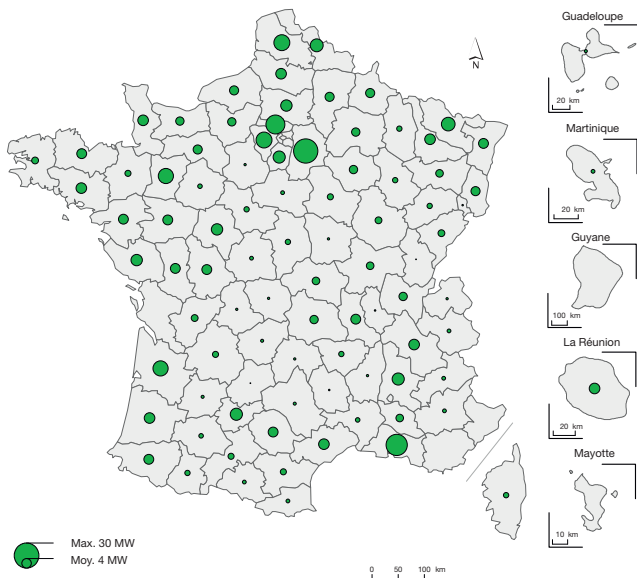 Guadeloupe
N
20 km
Martinique
20 km
Guyane
100 km
La Réunion
20 km
Mayotte
10 km
Max. 30 MW
Moy. 4 MW
0 50 100 km